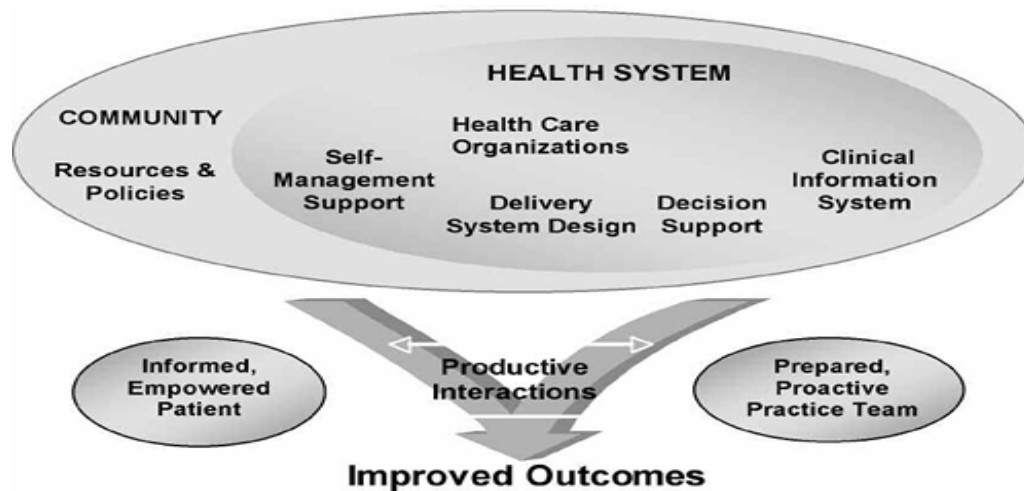 HEALTH SYSTEM
COMMUNITY
Resources &
Policies
Health Care
Organizations
Self-
Management
Support
Delivery
System Design
Decision
Support
Clinical
Information
System
Informed,
Empowered
Patient
Productive
Interactions
Prepared,
Proactive
Practice Team
Improved Outcomes